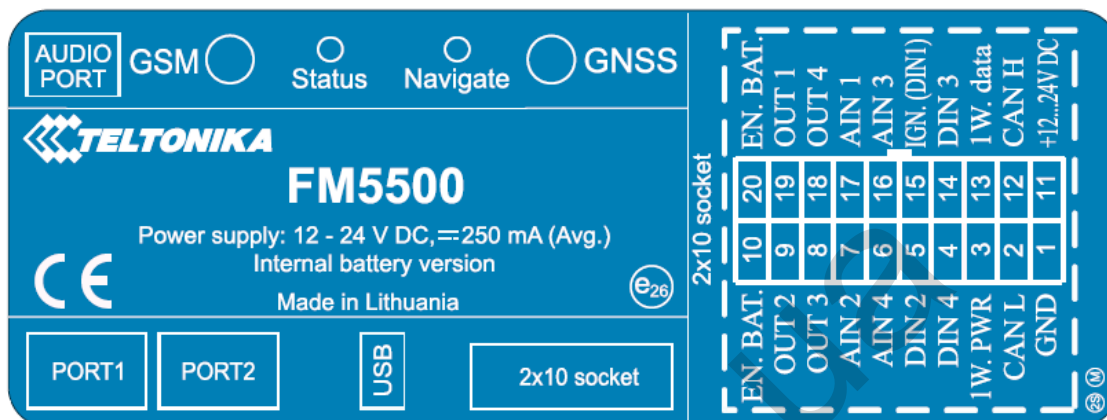 AUDIO PORT
GSM
Status
Navigate
GNSS
TELTONIKA
FM5500
Power supply: 12 - 24 V DC,⎓250 mA (Avg.)
Internal battery version
Made in Lithuania
CE
e26
PORT1
PORT2
USB
2x10 socket
2x10 socket
EN. BAT.
OUT 1
OUT 4
AIN 1
AIN 3
IGN. (DIN1)
DIN 3
1W. data
CAN H
+12...24V DC
20 19 18 17 16 15 14 13 12 11
10 9 8 7 6 5 4 3 2 1
EN. BAT.
OUT 2
OUT 3
AIN 2
AIN 4
DIN 2
DIN 4
1W. PWR
CAN L
GND
2S M
ua